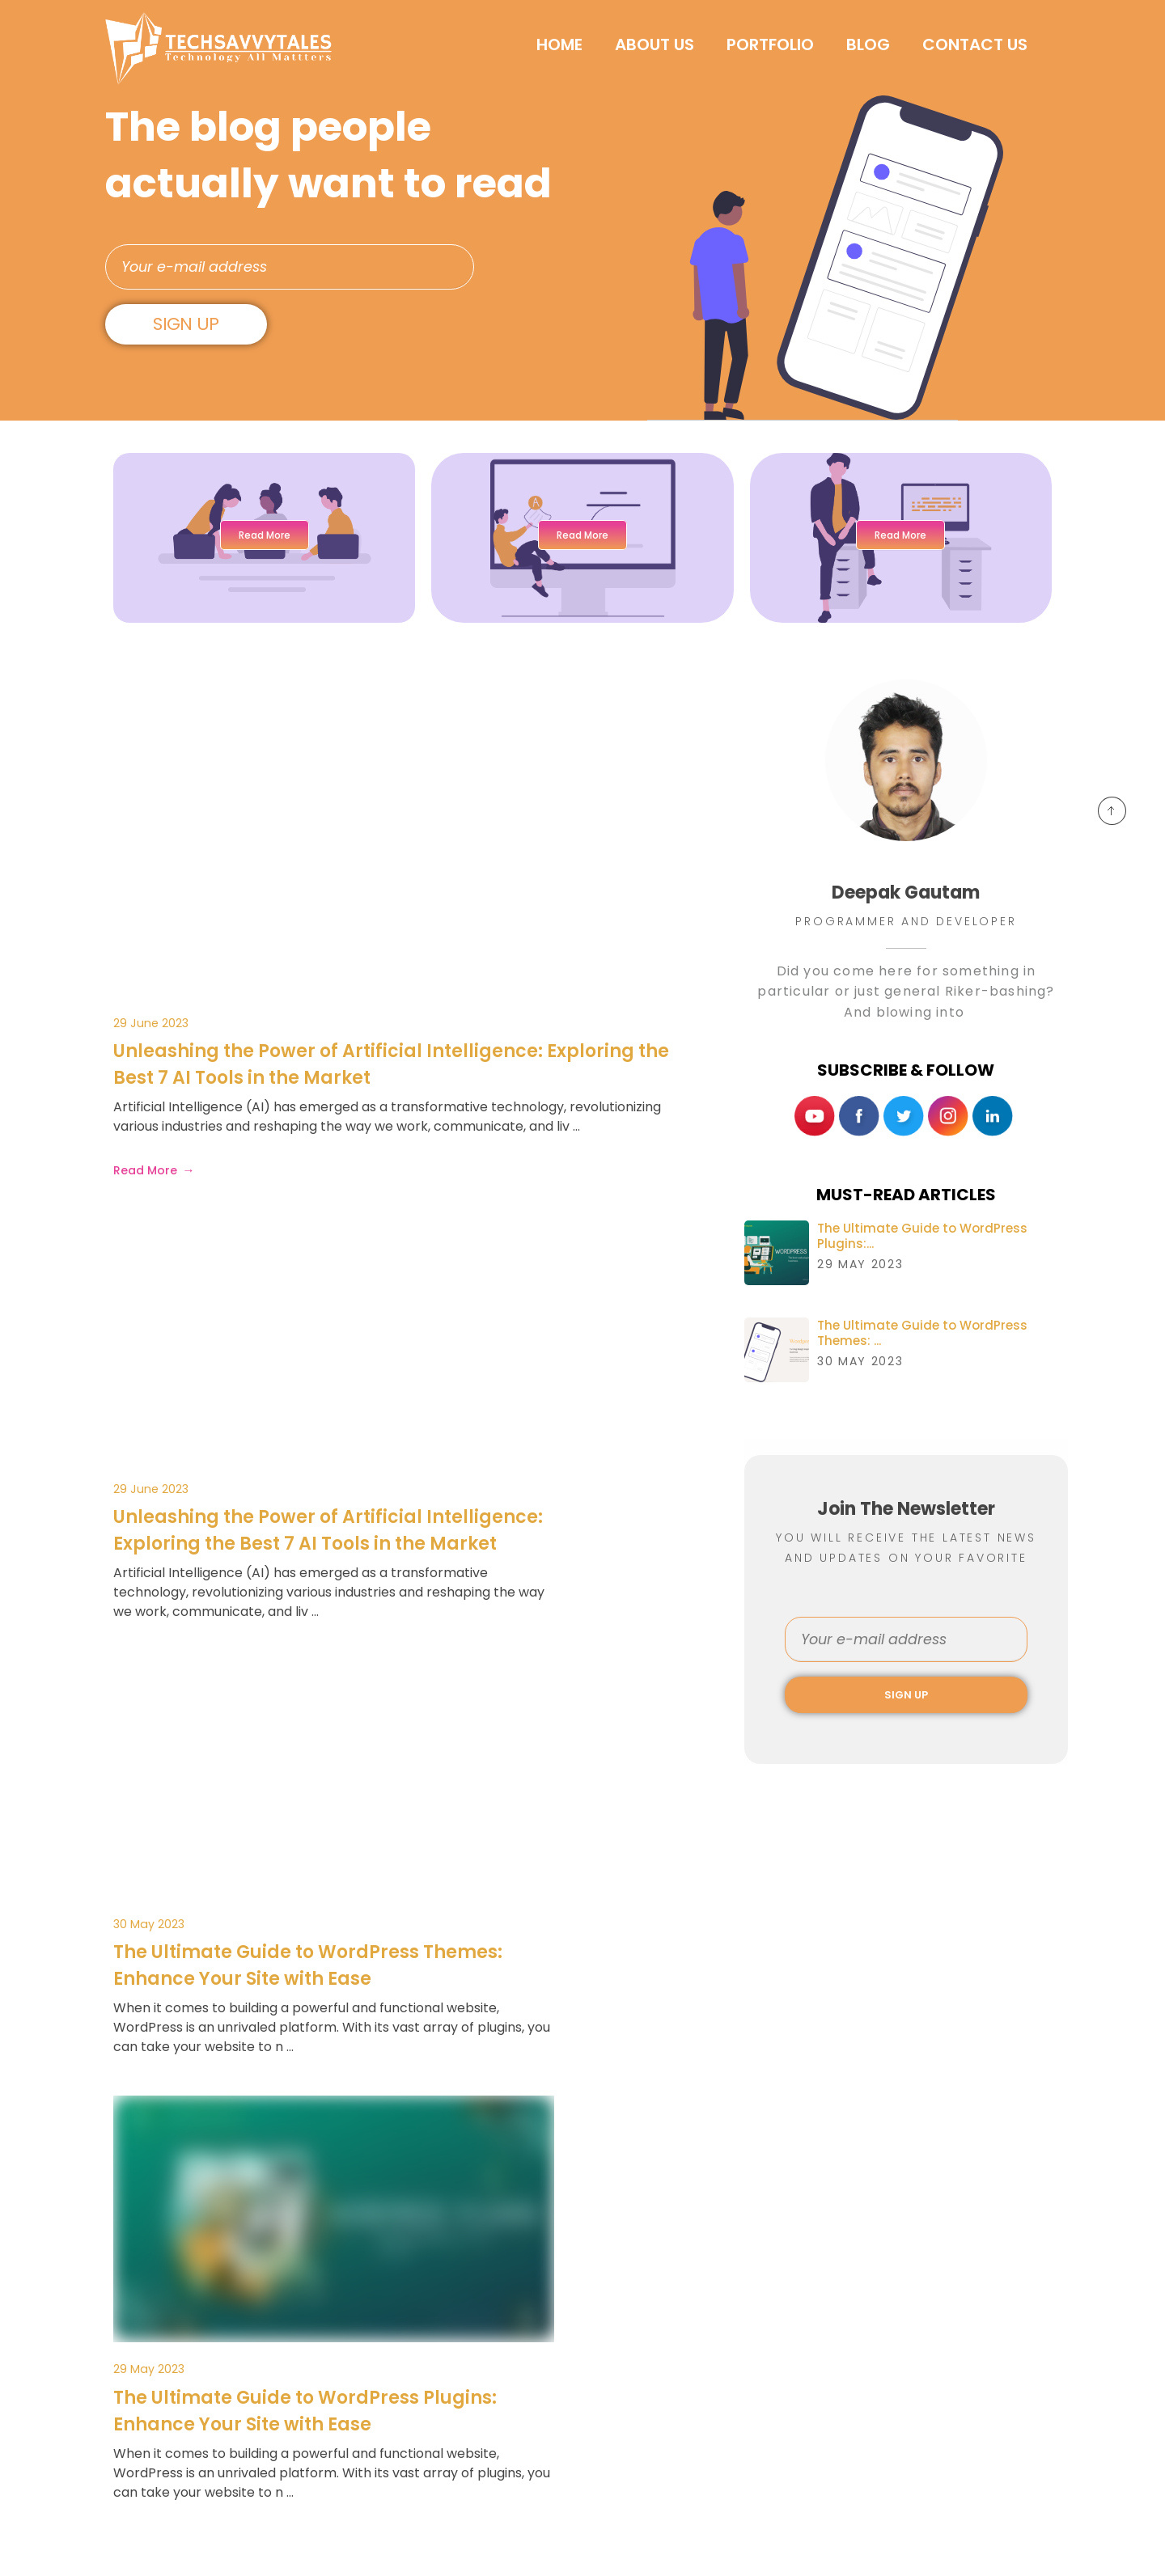 TECHSAVVYTALES
Technology All Mattters
HOME
ABOUT US
PORTFOLIO
BLOG
CONTACT US
The blog people
actually want to read
Your e-mail address
SIGN UP
A
Read More
Read More
Read More
Deepak Gautam
PROGRAMMER AND DEVELOPER
Did you come here for something in
particular or just general Riker-bashing?
And blowing into
29 June 2023
Unleashing the Power of Artificial Intelligence: Exploring the
Best 7 AI Tools in the Market
Artificial Intelligence (AI) has emerged as a transformative technology, revolutionizing
various industries and reshaping the way we work, communicate, and liv ...
Read More →
SUBSCRIBE & FOLLOW
MUST-READ ARTICLES
WORDPRESS
The Ultimate Guide to WordPress
Plugins:...
29 MAY 2023
The Ultimate Guide to WordPress
Themes: ...
30 MAY 2023
Join The Newsletter
YOU WILL RECEIVE THE LATEST NEWS
AND UPDATES ON YOUR FAVORITE
Your e-mail address
SIGN UP
29 June 2023
Unleashing the Power of Artificial Intelligence:
Exploring the Best 7 AI Tools in the Market
Artificial Intelligence (AI) has emerged as a transformative
technology, revolutionizing various industries and reshaping the way
we work, communicate, and liv ...
30 May 2023
The Ultimate Guide to WordPress Themes:
Enhance Your Site with Ease
When it comes to building a powerful and functional website,
WordPress is an unrivaled platform. With its vast array of plugins, you
can take your website to n ...
29 May 2023
The Ultimate Guide to WordPress Plugins:
Enhance Your Site with Ease
When it comes to building a powerful and functional website,
WordPress is an unrivaled platform. With its vast array of plugins, you
can take your website to n ...